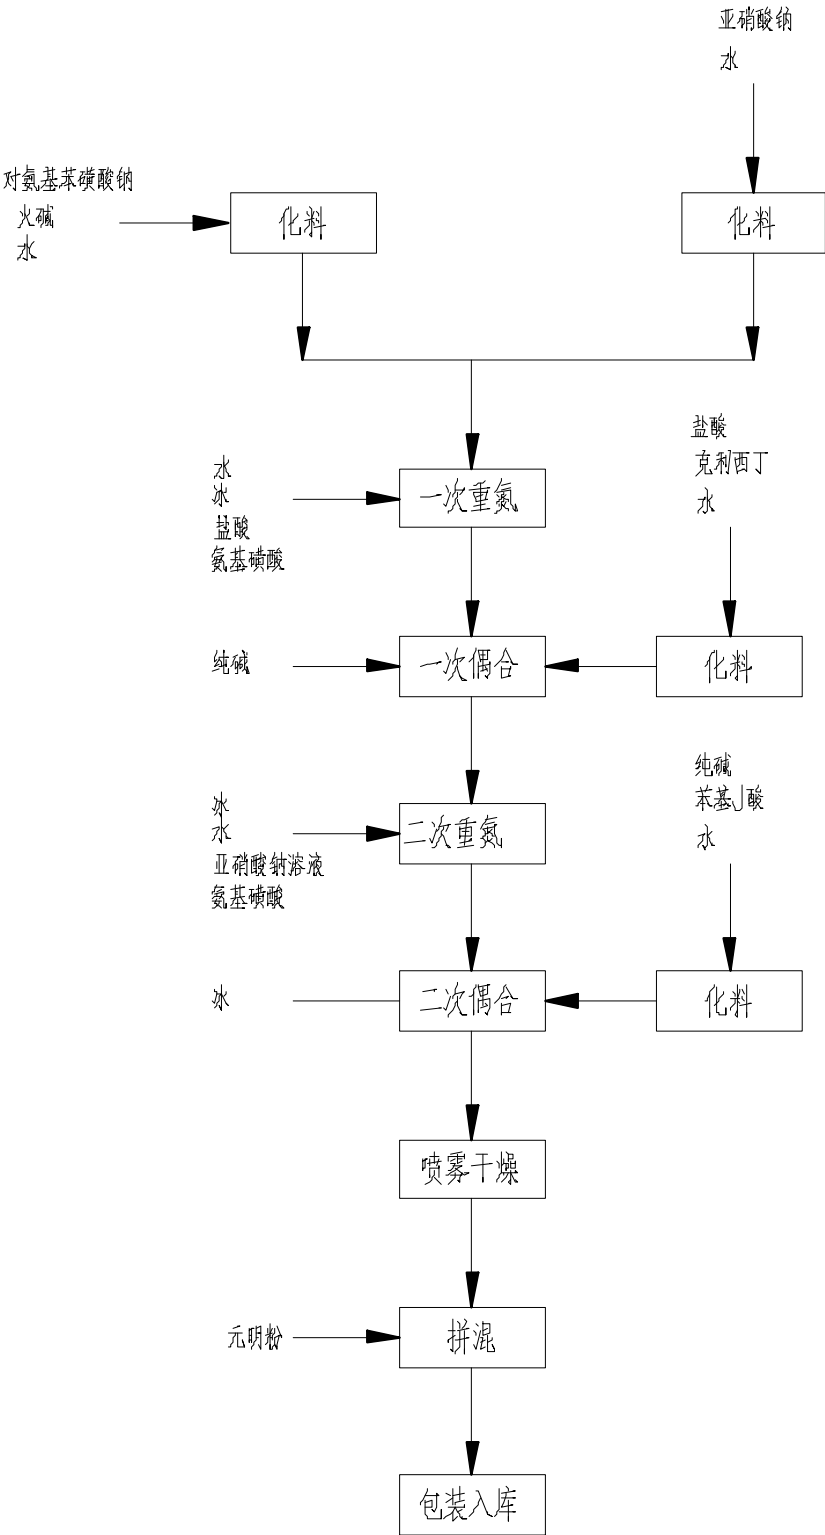 亚硝酸钠
水
对氨基苯磺酸钠
火碱
水
化料
化料
水
冰
盐酸
氨基磺酸
一次重氮
盐酸
克利西丁
水
纯碱
一次偶合
化料
冰
水
亚硝酸钠溶液
氨基磺酸
二次重氮
纯碱
苯基J酸
水
冰
二次偶合
化料
喷雾干燥
元明粉
拼混
包装入库